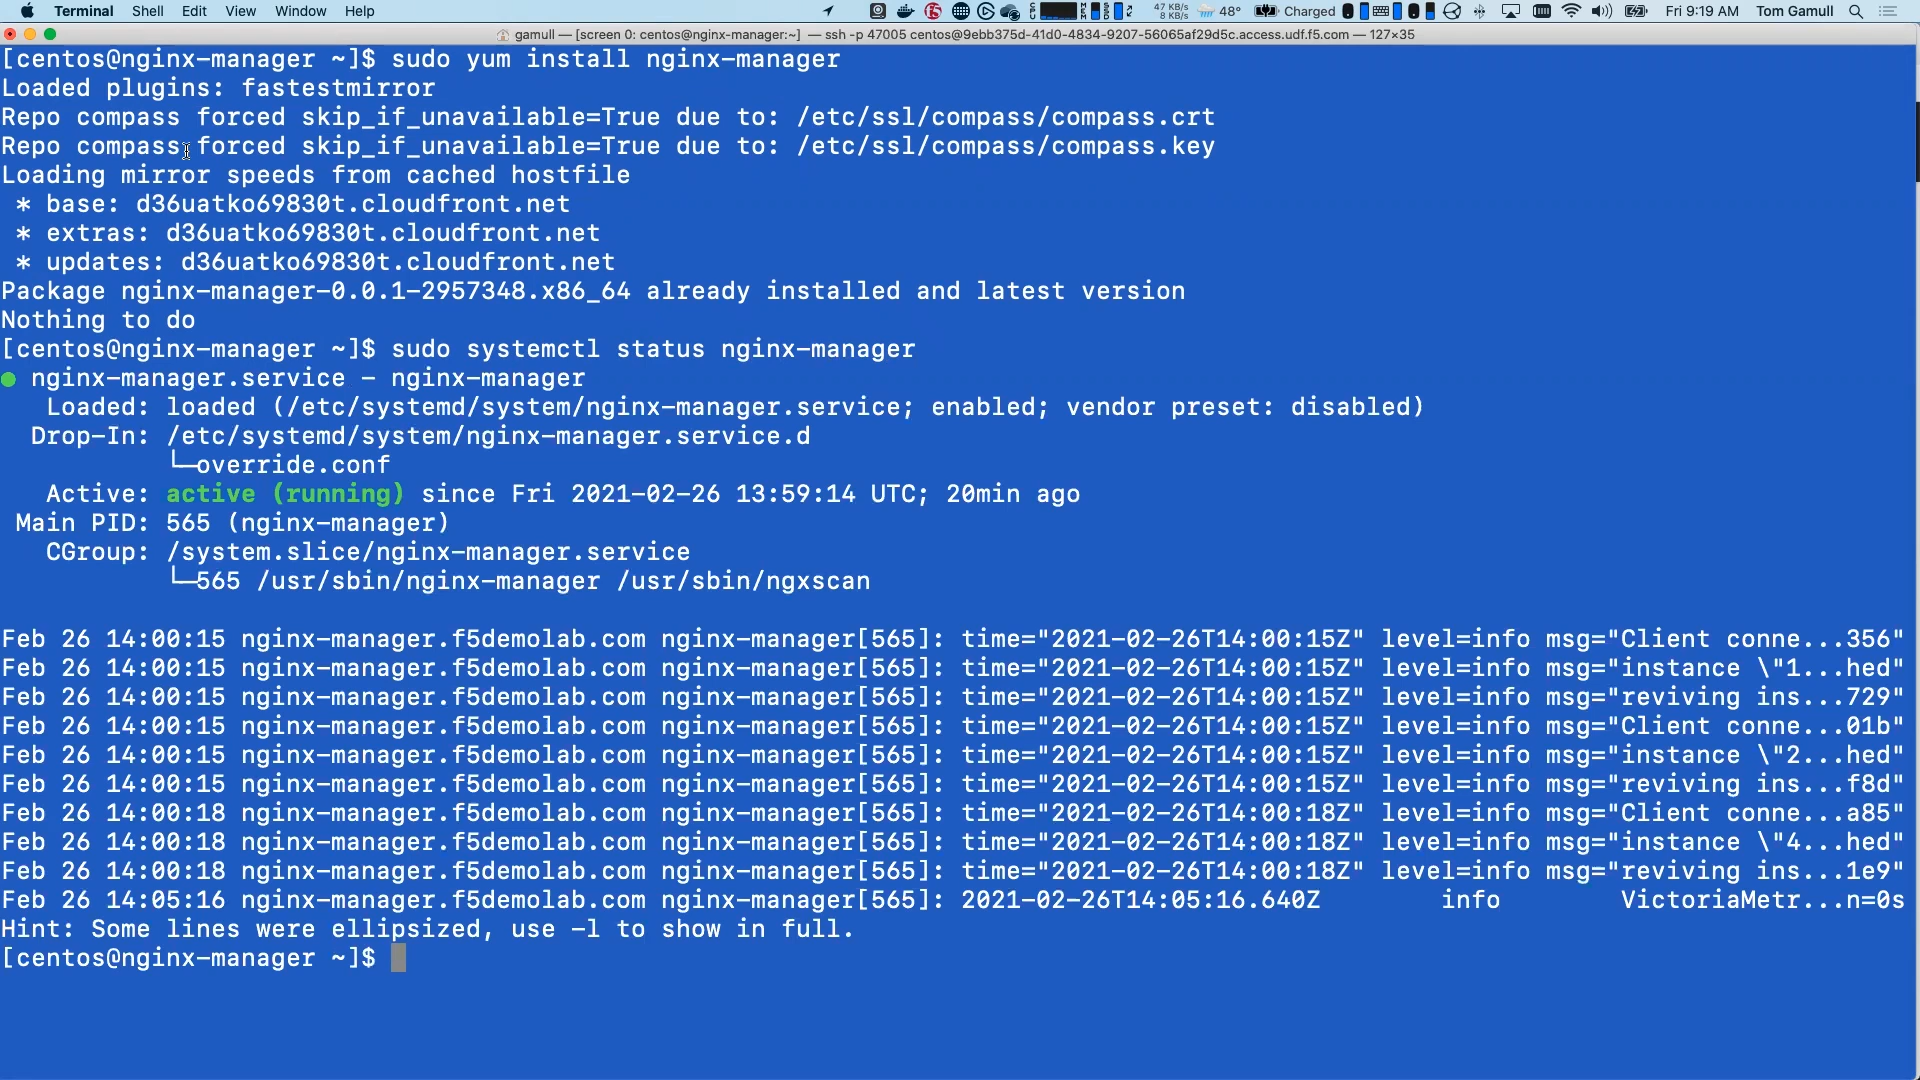 Terminal Shell Edit View Window Help 47 KB/s 8 KB/s 48° Charged Fri 9:19 AM Tom Gamull
gamull — [screen 0: centos@nginx-manager:~] — ssh -p 47005 centos@9ebb375d-41d0-4834-9207-56065af29d5c.access.udf.f5.com — 127×35
[centos@nginx-manager ~]$ sudo yum install nginx-manager
Loaded plugins: fastestmirror
Repo compass forced skip_if_unavailable=True due to: /etc/ssl/compass/compass.crt
Repo compass forced skip_if_unavailable=True due to: /etc/ssl/compass/compass.key
Loading mirror speeds from cached hostfile
 * base: d36uatko69830t.cloudfront.net
 * extras: d36uatko69830t.cloudfront.net
 * updates: d36uatko69830t.cloudfront.net
Package nginx-manager-0.0.1-2957348.x86_64 already installed and latest version
Nothing to do
[centos@nginx-manager ~]$ sudo systemctl status nginx-manager
● nginx-manager.service - nginx-manager
   Loaded: loaded (/etc/systemd/system/nginx-manager.service; enabled; vendor preset: disabled)
  Drop-In: /etc/systemd/system/nginx-manager.service.d
           └─override.conf
   Active: active (running) since Fri 2021-02-26 13:59:14 UTC; 20min ago
 Main PID: 565 (nginx-manager)
   CGroup: /system.slice/nginx-manager.service
           └─565 /usr/sbin/nginx-manager /usr/sbin/ngxscan
Feb 26 14:00:15 nginx-manager.f5demolab.com nginx-manager[565]: time="2021-02-26T14:00:15Z" level=info msg="Client conne...356"
Feb 26 14:00:15 nginx-manager.f5demolab.com nginx-manager[565]: time="2021-02-26T14:00:15Z" level=info msg="instance \"1...hed"
Feb 26 14:00:15 nginx-manager.f5demolab.com nginx-manager[565]: time="2021-02-26T14:00:15Z" level=info msg="reviving ins...729"
Feb 26 14:00:15 nginx-manager.f5demolab.com nginx-manager[565]: time="2021-02-26T14:00:15Z" level=info msg="Client conne...01b"
Feb 26 14:00:15 nginx-manager.f5demolab.com nginx-manager[565]: time="2021-02-26T14:00:15Z" level=info msg="instance \"2...hed"
Feb 26 14:00:15 nginx-manager.f5demolab.com nginx-manager[565]: time="2021-02-26T14:00:15Z" level=info msg="reviving ins...f8d"
Feb 26 14:00:18 nginx-manager.f5demolab.com nginx-manager[565]: time="2021-02-26T14:00:18Z" level=info msg="Client conne...a85"
Feb 26 14:00:18 nginx-manager.f5demolab.com nginx-manager[565]: time="2021-02-26T14:00:18Z" level=info msg="instance \"4...hed"
Feb 26 14:00:18 nginx-manager.f5demolab.com nginx-manager[565]: time="2021-02-26T14:00:18Z" level=info msg="reviving ins...1e9"
Feb 26 14:05:16 nginx-manager.f5demolab.com nginx-manager[565]: 2021-02-26T14:05:16.640Z        info        VictoriaMetr...n=0s
Hint: Some lines were ellipsized, use -l to show in full.
[centos@nginx-manager ~]$